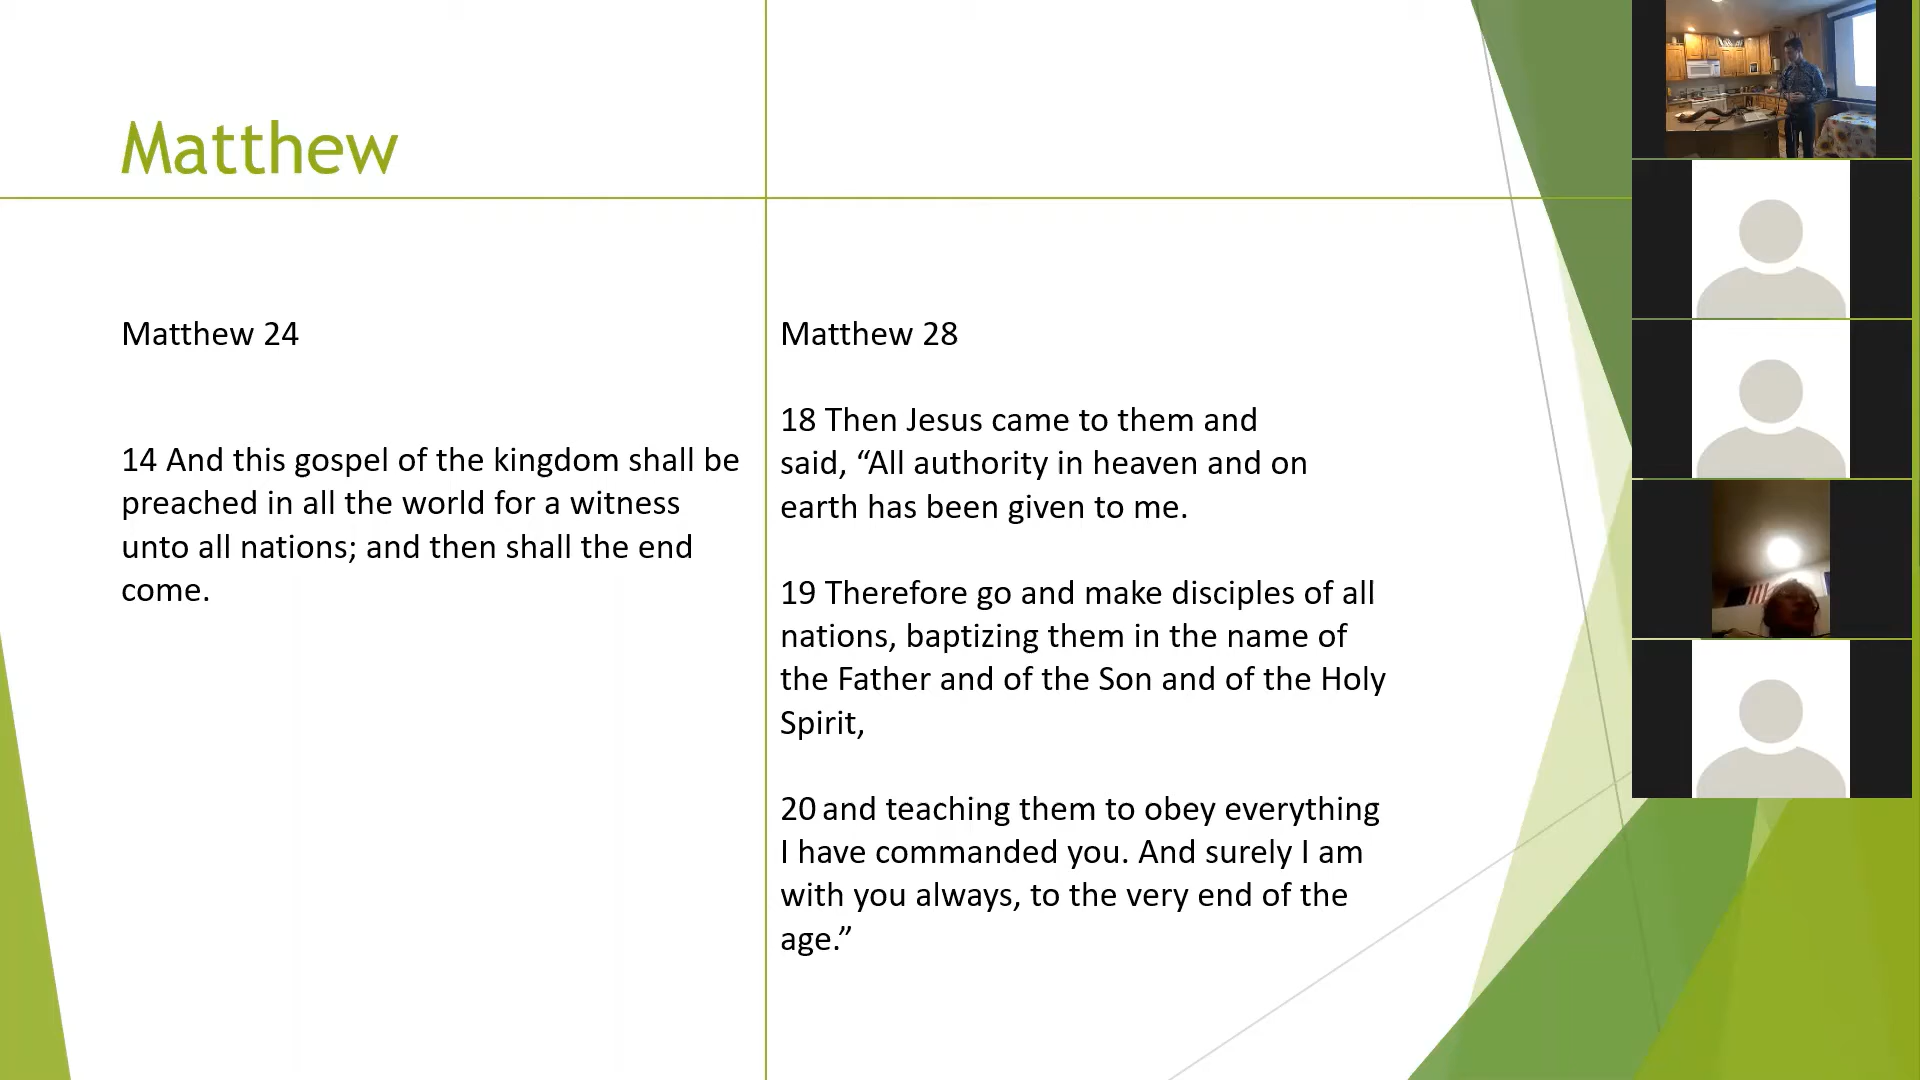 Matthew
Matthew 24
14 And this gospel of the kingdom shall be
preached in all the world for a witness
unto all nations; and then shall the end
come.
Matthew 28
18 Then Jesus came to them and
said, “All authority in heaven and on
earth has been given to me.
19 Therefore go and make disciples of all
nations, baptizing them in the name of
the Father and of the Son and of the Holy
Spirit,
20 and teaching them to obey everything
I have commanded you. And surely I am
with you always, to the very end of the
age.”